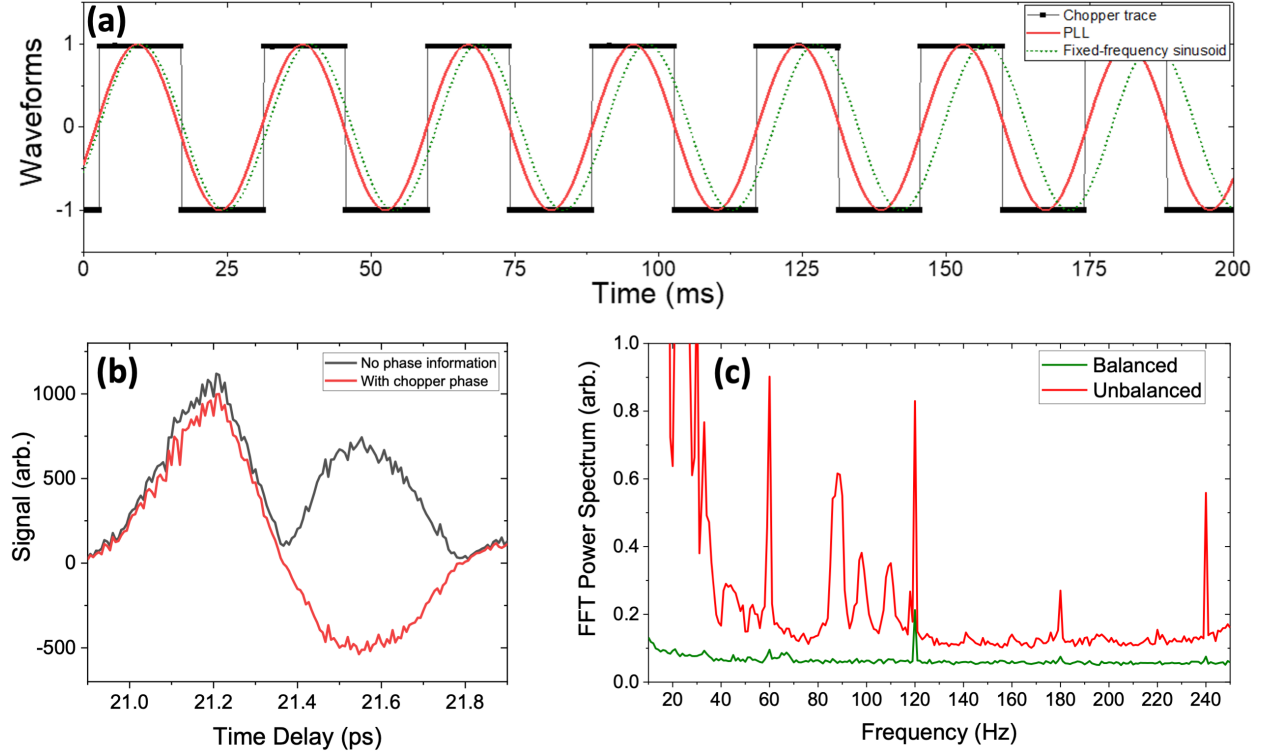 (a)
Waveforms
1
0
-1
Chopper trace
PLL
Fixed-frequency sinusoid
0 25 50 75 100 125 150 175 200
Time (ms)
(b)
No phase information
With chopper phase
Signal (arb.)
1000
500
0
-500
21.0 21.2 21.4 21.6 21.8
Time Delay (ps)
(c)
Balanced
Unbalanced
FFT Power Spectrum (arb.)
1.0
0.8
0.6
0.4
0.2
0.0
20 40 60 80 100 120 140 160 180 200 220 240
Frequency (Hz)